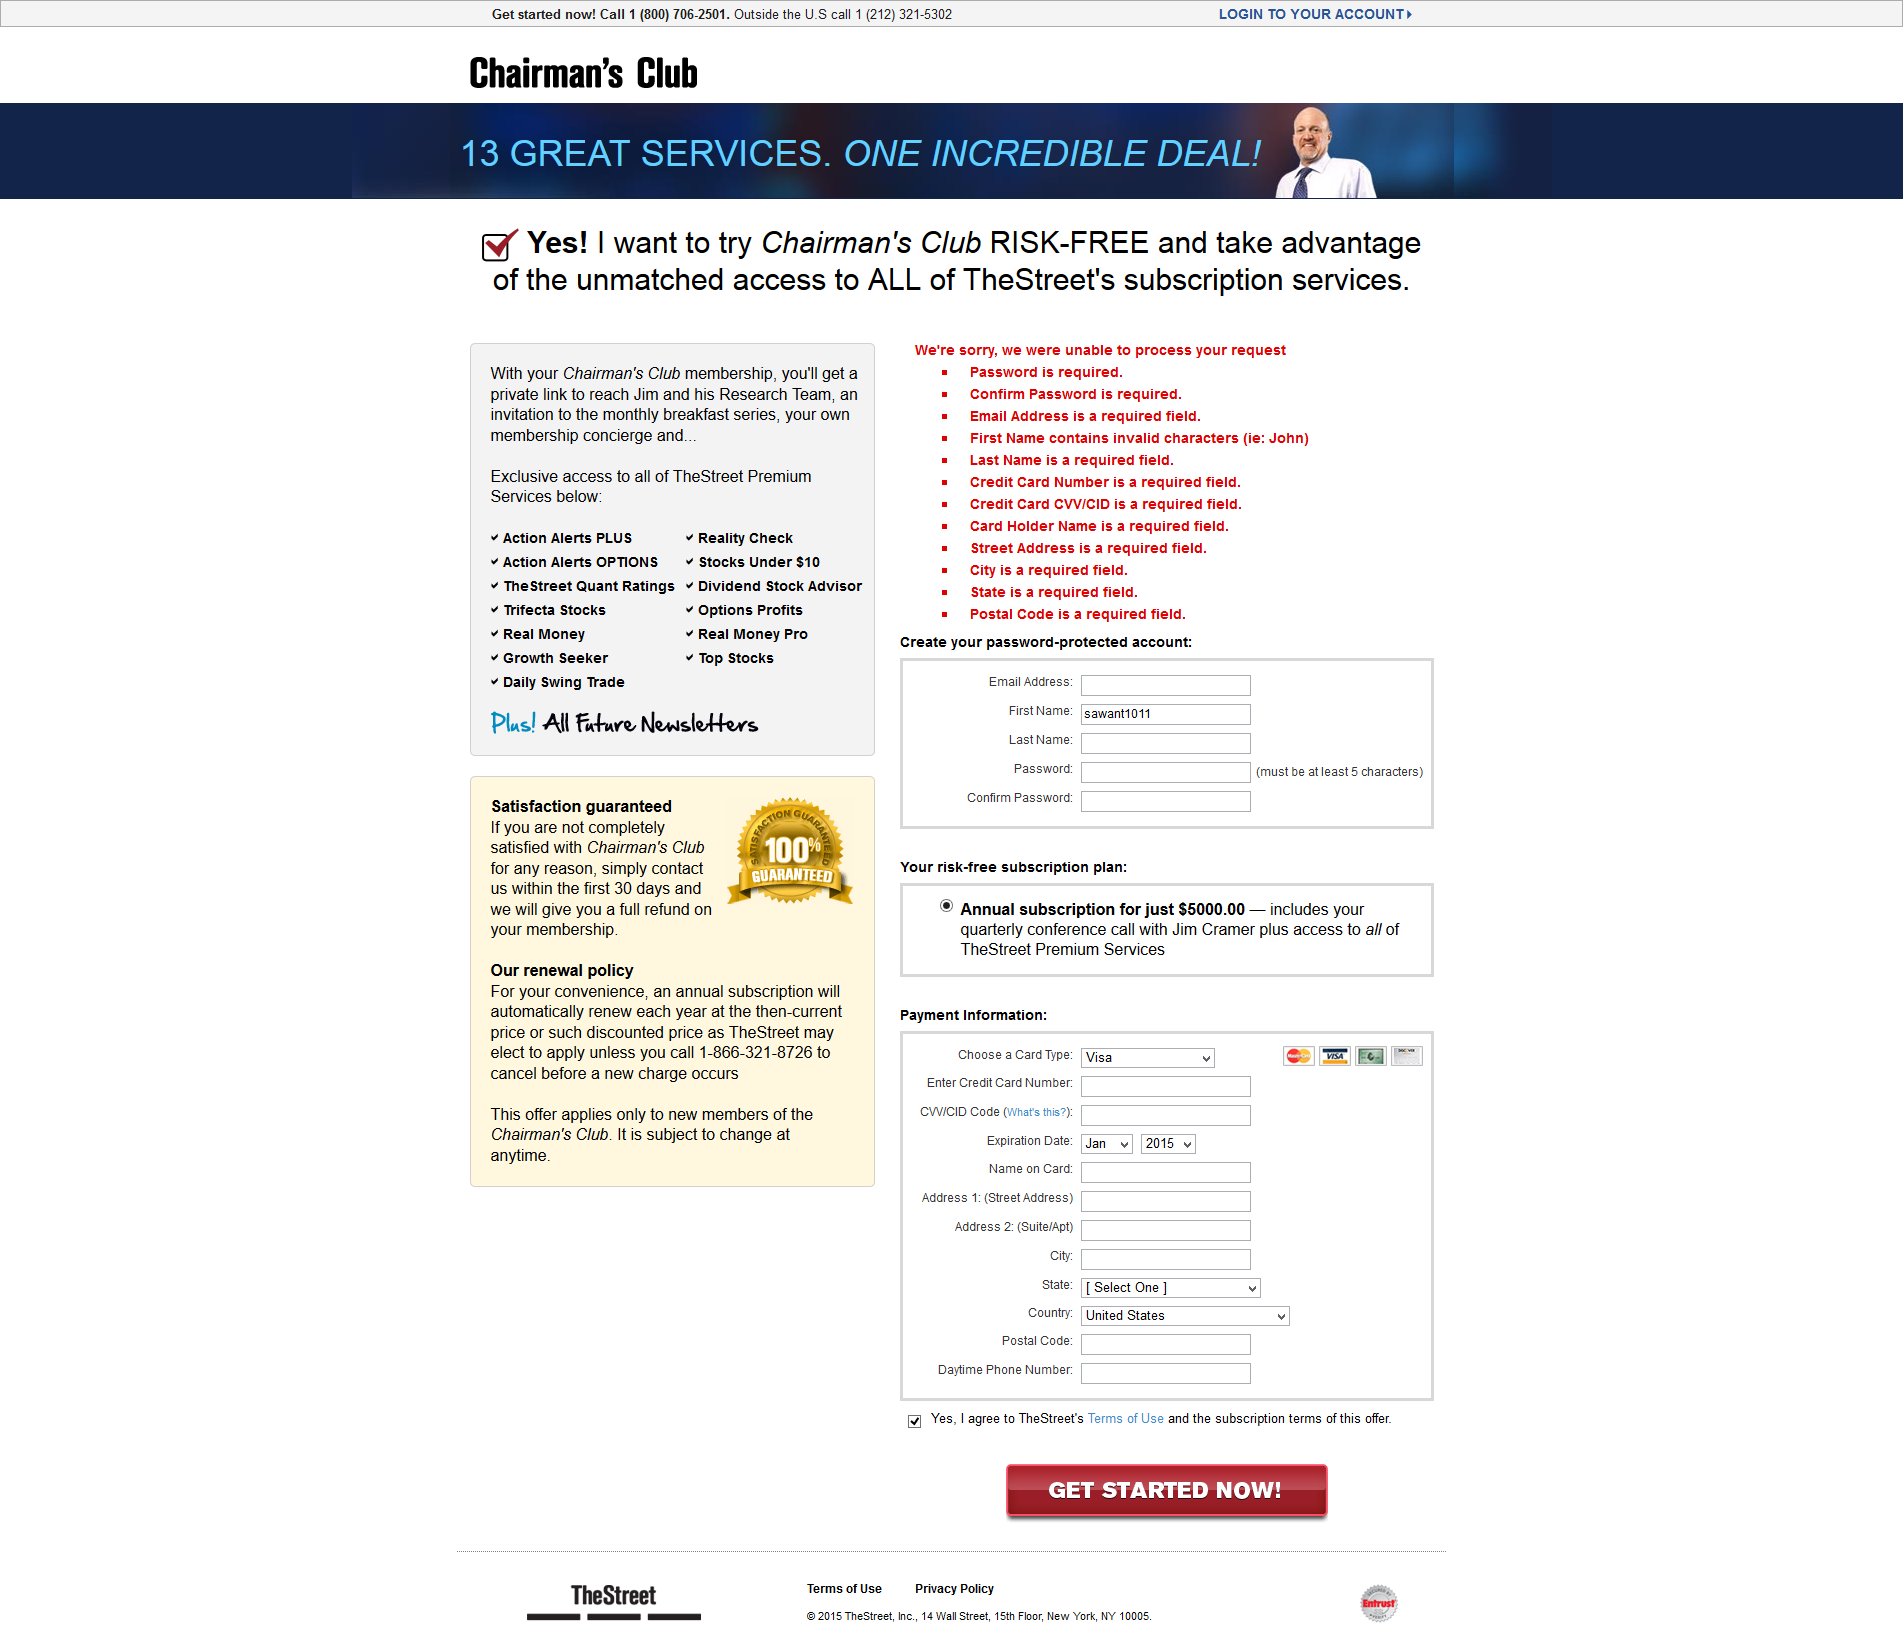 Get started now! Call 1 (800) 706-2501. Outside the U.S call 1 (212) 321-5302
LOGIN TO YOUR ACCOUNT
Chairman's Club
13 GREAT SERVICES. ONE INCREDIBLE DEAL!
Yes! I want to try Chairman's Club RISK-FREE and take advantage
of the unmatched access to ALL of TheStreet's subscription services.
With your Chairman's Club membership, you'll get a
private link to reach Jim and his Research Team, an
invitation to the monthly breakfast series, your own
membership concierge and...
Exclusive access to all of TheStreet Premium
Services below:
Action Alerts PLUS
Action Alerts OPTIONS
TheStreet Quant Ratings
Trifecta Stocks
Real Money
Growth Seeker
Daily Swing Trade
Reality Check
Stocks Under $10
Dividend Stock Advisor
Options Profits
Real Money Pro
Top Stocks
Plus! All Future Newsletters
Satisfaction guaranteed
If you are not completely
satisfied with Chairman's Club
for any reason, simply contact
us within the first 30 days and
we will give you a full refund on
your membership.
SATISFACTION GUARANTEED
100%
GUARANTEED
SATISFACTION GUARANTEED
Our renewal policy
For your convenience, an annual subscription will
automatically renew each year at the then-current
price or such discounted price as TheStreet may
elect to apply unless you call 1-866-321-8726 to
cancel before a new charge occurs
This offer applies only to new members of the
Chairman's Club. It is subject to change at
anytime.
We're sorry, we were unable to process your request
Password is required.
Confirm Password is required.
Email Address is a required field.
First Name contains invalid characters (ie: John)
Last Name is a required field.
Credit Card Number is a required field.
Credit Card CVV/CID is a required field.
Card Holder Name is a required field.
Street Address is a required field.
City is a required field.
State is a required field.
Postal Code is a required field.
Create your password-protected account:
Email Address:
First Name: sawant1011
Last Name:
Password: (must be at least 5 characters)
Confirm Password:
Your risk-free subscription plan:
Annual subscription for just $5000.00 — includes your
quarterly conference call with Jim Cramer plus access to all of
TheStreet Premium Services
Payment Information:
Choose a Card Type: Visa
MasterCard VISA DISCOVER
Enter Credit Card Number:
CVV/CID Code (What's this?):
Expiration Date: Jan 2015
Name on Card:
Address 1: (Street Address)
Address 2: (Suite/Apt)
City:
State: [ Select One ]
Country: United States
Postal Code:
Daytime Phone Number:
Yes, I agree to TheStreet's Terms of Use and the subscription terms of this offer.
GET STARTED NOW!
TheStreet
Terms of Use Privacy Policy
© 2015 TheStreet, Inc., 14 Wall Street, 15th Floor, New York, NY 10005.
Entrust